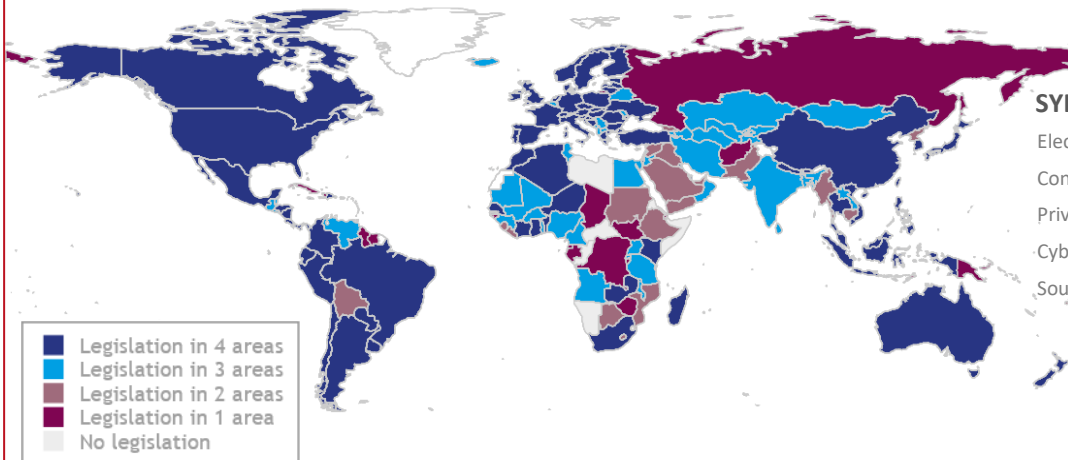 Legislation in 4 areas
Legislation in 3 areas
Legislation in 2 areas
Legislation in 1 area
No legislation